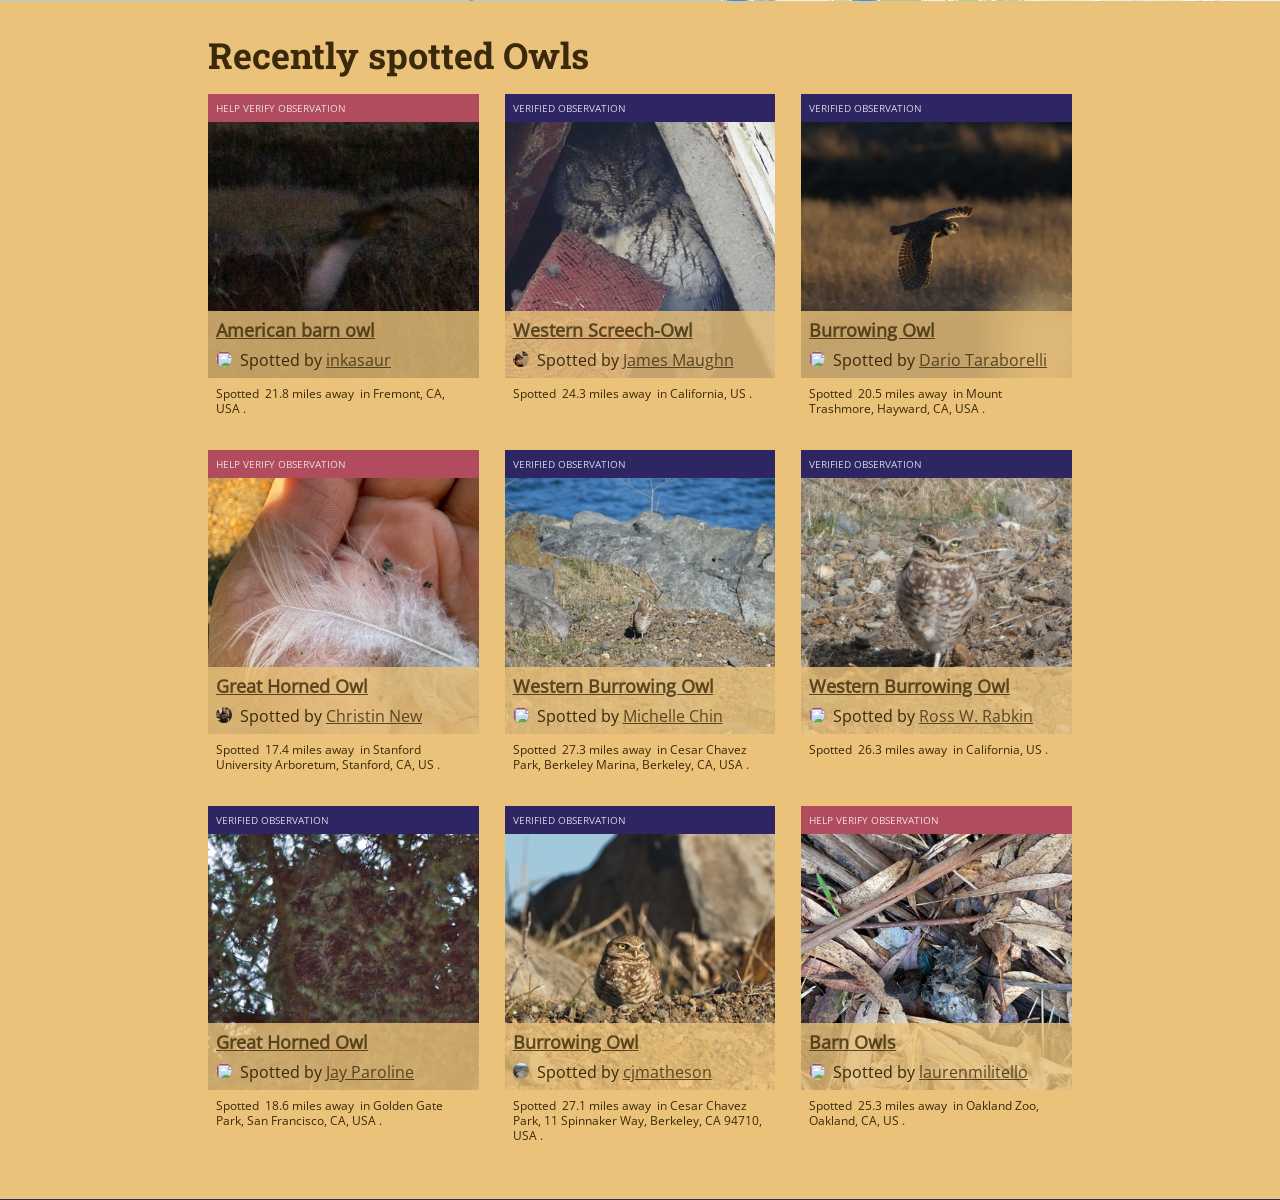 Recently spotted Owls
HELP VERIFY OBSERVATION
American barn owl
Spotted by inkasaur
Spotted 21.8 miles away in Fremont, CA,
USA .
VERIFIED OBSERVATION
Western Screech-Owl
Spotted by James Maughn
Spotted 24.3 miles away in California, US .
VERIFIED OBSERVATION
Burrowing Owl
Spotted by Dario Taraborelli
Spotted 20.5 miles away in Mount
Trashmore, Hayward, CA, USA .
HELP VERIFY OBSERVATION
Great Horned Owl
Spotted by Christin New
Spotted 17.4 miles away in Stanford
University Arboretum, Stanford, CA, US .
VERIFIED OBSERVATION
Western Burrowing Owl
Spotted by Michelle Chin
Spotted 27.3 miles away in Cesar Chavez
Park, Berkeley Marina, Berkeley, CA, USA .
VERIFIED OBSERVATION
Western Burrowing Owl
Spotted by Ross W. Rabkin
Spotted 26.3 miles away in California, US .
VERIFIED OBSERVATION
Great Horned Owl
Spotted by Jay Paroline
Spotted 18.6 miles away in Golden Gate
Park, San Francisco, CA, USA .
VERIFIED OBSERVATION
Burrowing Owl
Spotted by cjmatheson
Spotted 27.1 miles away in Cesar Chavez
Park, 11 Spinnaker Way, Berkeley, CA 94710,
USA .
HELP VERIFY OBSERVATION
Barn Owls
Spotted by laurenmilitello
Spotted 25.3 miles away in Oakland Zoo,
Oakland, CA, US .